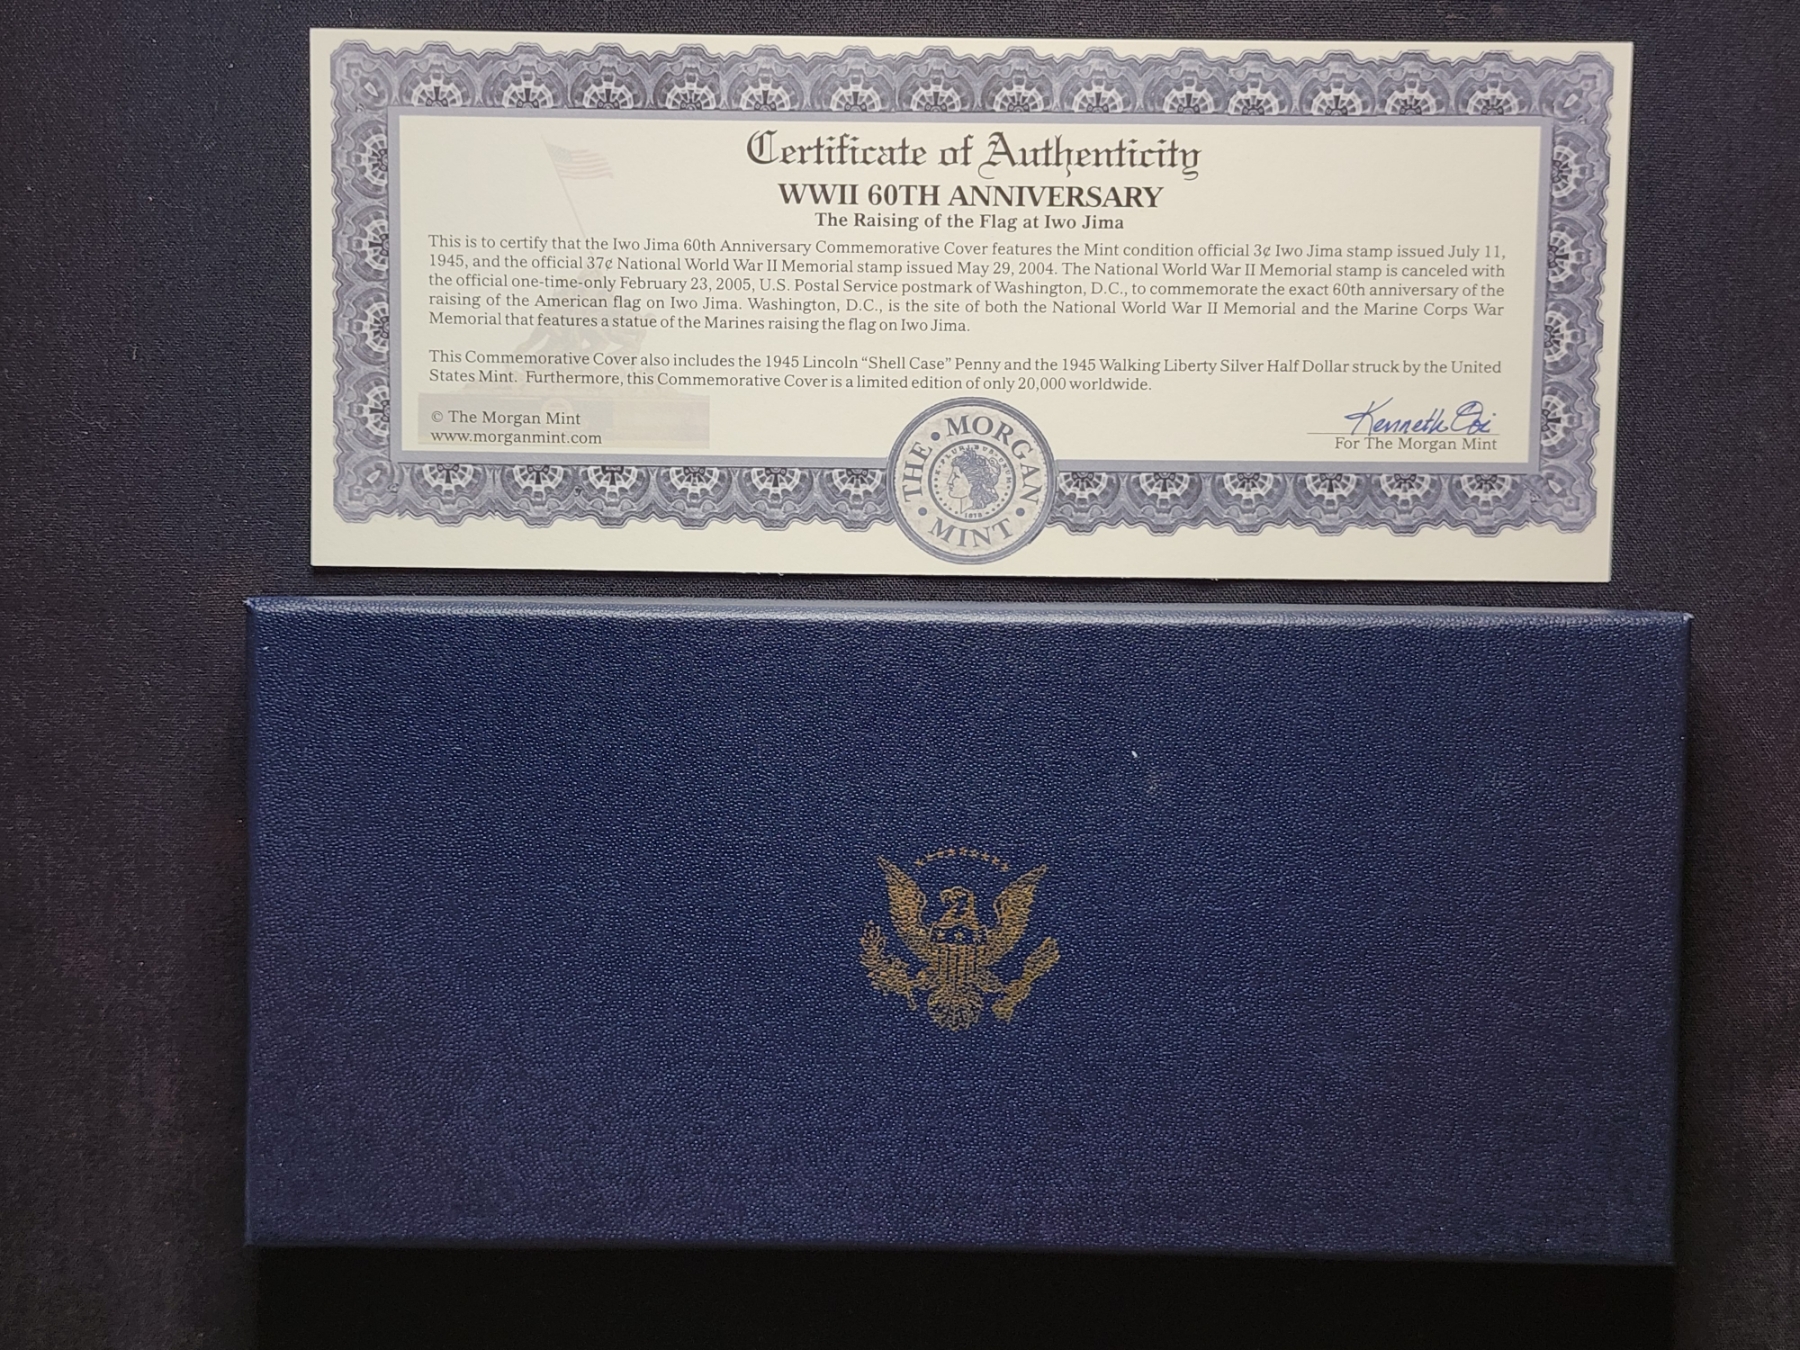 Certificate of Authenticity
WWII 60TH ANNIVERSARY
The Raising of the Flag at Iwo Jima
This is to certify that the Iwo Jima 60th Anniversary Commemorative Cover features the Mint condition official 3¢ Iwo Jima stamp issued July 11,
1945, and the official 37¢ National World War II Memorial stamp issued May 29, 2004. The National World War II Memorial stamp is canceled with
the official one-time-only February 23, 2005, U.S. Postal Service postmark of Washington, D.C., to commemorate the exact 60th anniversary of the
raising of the American flag on Iwo Jima. Washington, D.C., is the site of both the National World War II Memorial and the Marine Corps War
Memorial that features a statue of the Marines raising the flag on Iwo Jima.
This Commemorative Cover also includes the 1945 Lincoln “Shell Case” Penny and the 1945 Walking Liberty Silver Half Dollar struck by the United
States Mint. Furthermore, this Commemorative Cover is a limited edition of only 20,000 worldwide.
© The Morgan Mint
www.morganmint.com
Kenneth
For The Morgan Mint
THE • MORGAN • MINT •